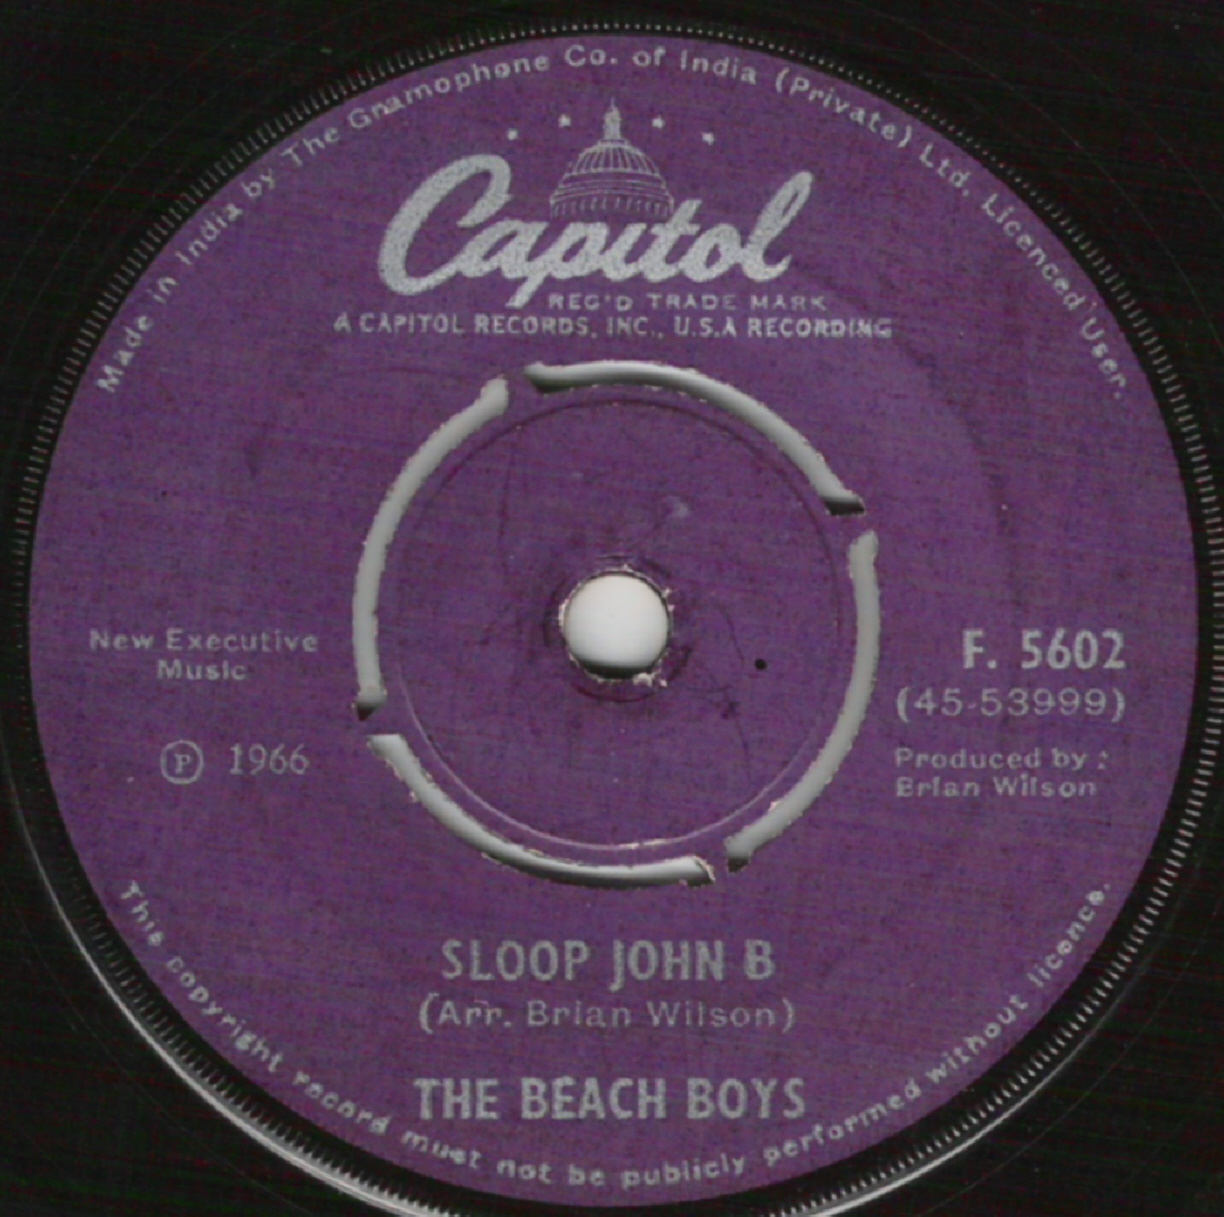 Made in India by The Gramophone Co. of India (Private) Ltd. Licenced User.
Capitol
REG'D TRADE MARK
A CAPITOL RECORDS, INC., U.S.A RECORDING
New Executive
Music
Ⓟ 1966
F. 5602
(45-53999)
Produced by :
Brian Wilson
SLOOP JOHN B
(Arr. Brian Wilson)
THE BEACH BOYS
This copyright record must not be publicly performed without licence.